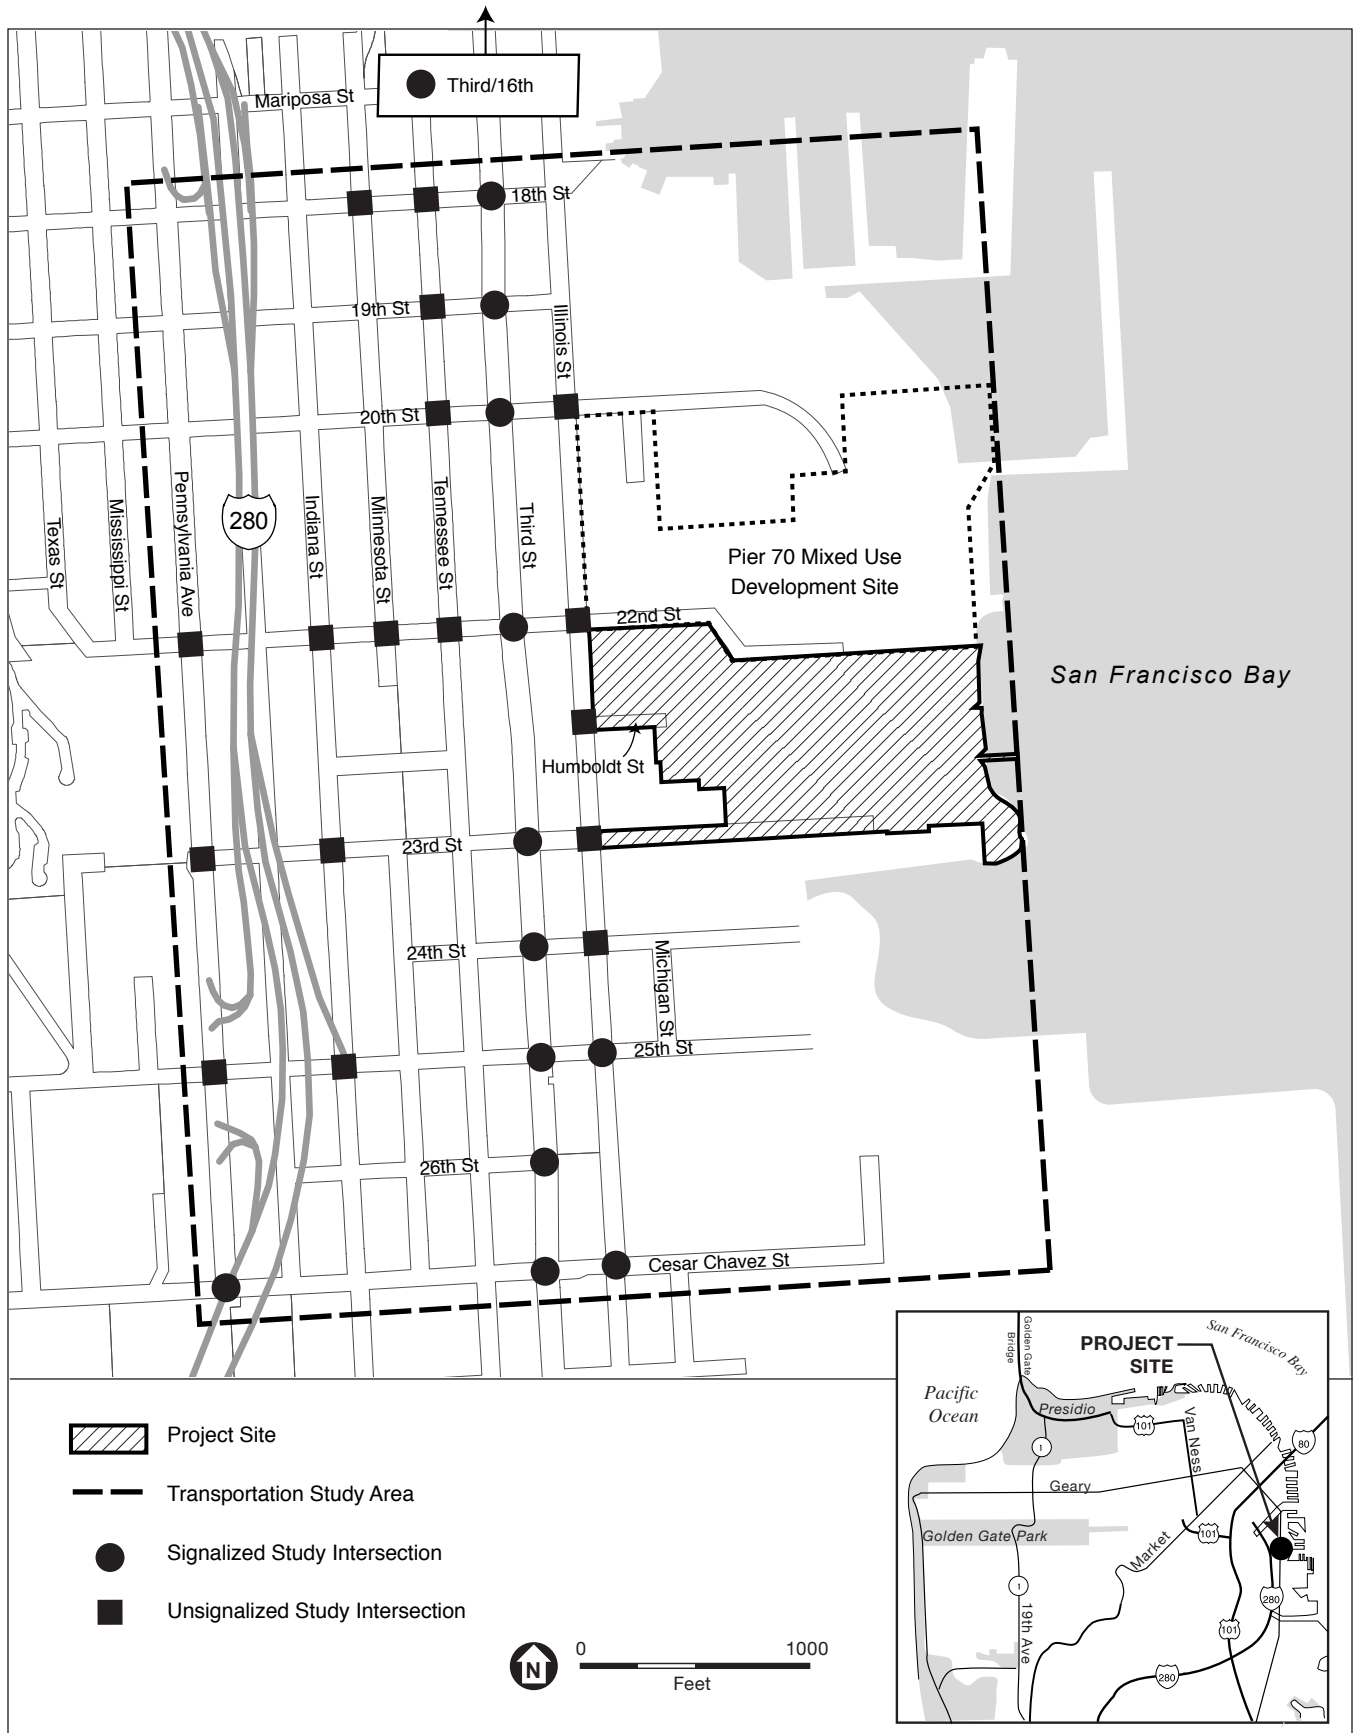 Third/16th
Mariposa St
18th St
19th St
Illinois St
20th St
Texas St
Mississippi St
Pennsylvania Ave
280
Indiana St
Minnesota St
Tennessee St
Third St
Pier 70 Mixed Use
Development Site
22nd St
San Francisco Bay
Humboldt St
23rd St
24th St
Michigan St
25th St
26th St
Cesar Chavez St
Project Site
Transportation Study Area
Signalized Study Intersection
Unsignalized Study Intersection
N
0 1000
Feet
Golden Gate
Bridge
PROJECT
SITE
San Francisco Bay
Pacific
Ocean
Presidio
101
Van Ness
1
80
Geary
Golden Gate Park
Market
101
1
19th Ave
280
101
280